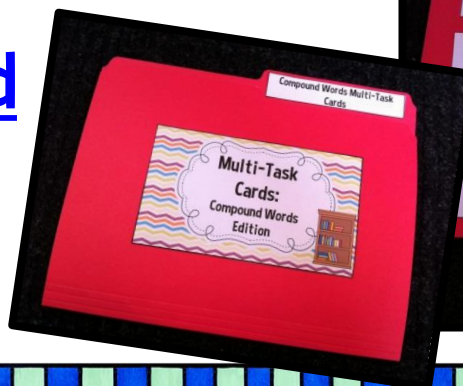 d
Compound Words Multi-Task
Cards
Multi-Task
Cards:
Compound Words
Edition